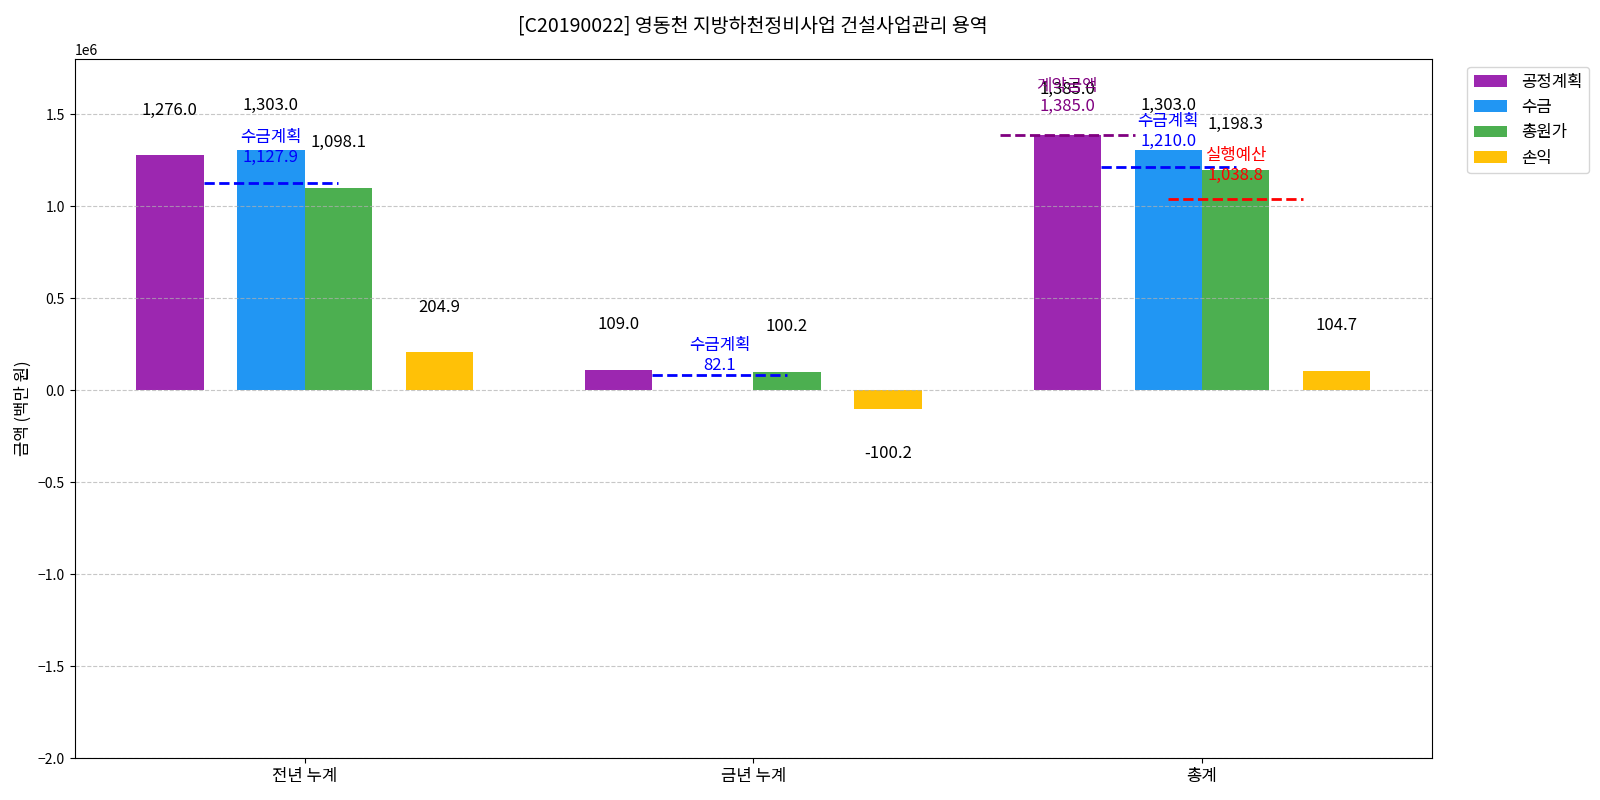 [C20190022] 영동천 지방하천정비사업 건설사업관리 용역
1e6
금액 (백만 원)
1.5
1.0
0.5
0.0
−0.5
−1.0
−1.5
−2.0
1,276.0
1,303.0
수금계획
1,127.9
1,098.1
204.9
109.0
수금계획
82.1
100.2
-100.2
계약금액
1,385.0
1,385.0
1,303.0
수금계획
1,210.0
1,198.3
실행예산
1,038.8
104.7
전년 누계
금년 누계
총계
공정계획
수금
총원가
손익